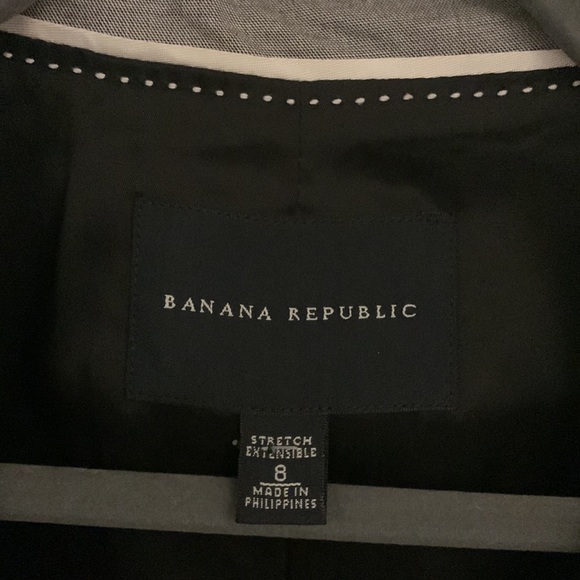 BANANA REPUBLIC
STRETCH
EXTENSIBLE
8
MADE IN
PHILIPPINES